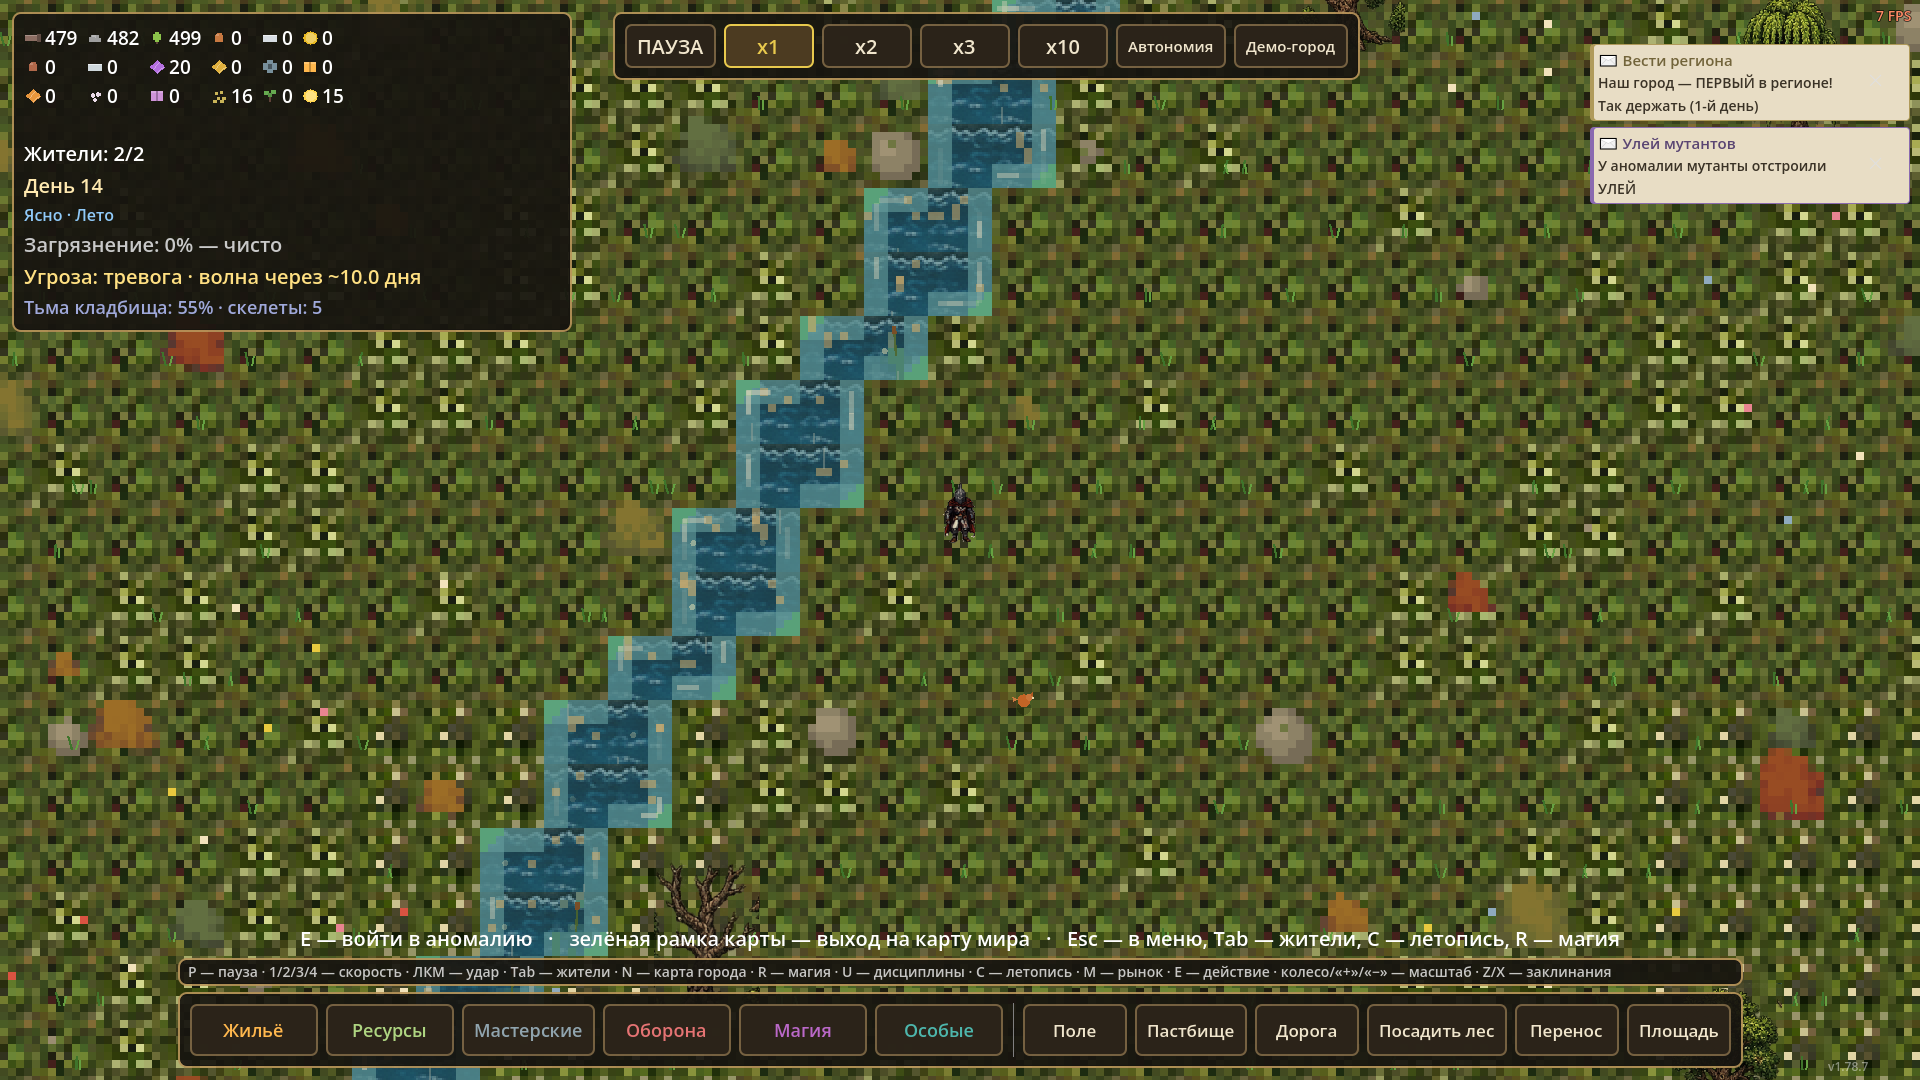 479 482 499 0 0 0
0 0 20 0 0 0
0 0 0 16 0 15
Жители: 2/2
День 14
Ясно · Лето
Загрязнение: 0% — чисто
Угроза: тревога · волна через ~10.0 дня
Тьма кладбища: 55% · скелеты: 5
ПАУЗА x1 x2 x3 x10 Автономия Демо-город
7 FPS
Вести региона
Наш город — ПЕРВЫЙ в регионе!
Так держать (1-й день)
Улей мутантов
У аномалии мутанты отстроили
УЛЕЙ
E — войти в аномалию · зелёная рамка карты — выход на карту мира · Esc — в меню, Tab — жители, C — летопись, R — магия
P — пауза · 1/2/3/4 — скорость · ЛКМ — удар · Tab — жители · N — карта города · R — магия · U — дисциплины · C — летопись · M — рынок · E — действие · колесо/«+»/«−» — масштаб · Z/X — заклинания
Жильё Ресурсы Мастерские Оборона Магия Особые Поле Пастбище Дорога Посадить лес Перенос Площадь
v1.78.7